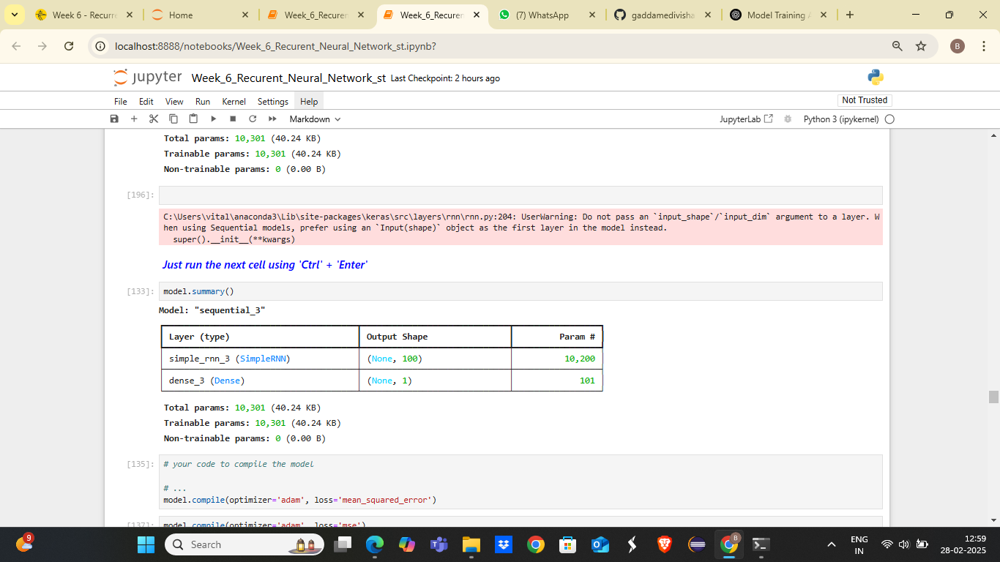 Week 6 - Recurre
Home
Week_6_Recuren
Week_6_Recuren
(7) WhatsApp
gaddamedivisha
Model Training A
localhost:8888/notebooks/Week_6_Recurent_Neural_Network_st.ipynb?
B
jupyter Week_6_Recurent_Neural_Network_st Last Checkpoint: 2 hours ago
File Edit View Run Kernel Settings Help
Not Trusted
Markdown
JupyterLab
Python 3 (ipykernel)
Total params: 10,301 (40.24 KB)
Trainable params: 10,301 (40.24 KB)
Non-trainable params: 0 (0.00 B)
[196]:
C:\Users\vital\anaconda3\Lib\site-packages\keras\src\layers\rnn\rnn.py:204: UserWarning: Do not pass an `input_shape`/`input_dim` argument to a layer. W
hen using Sequential models, prefer using an `Input(shape)` object as the first layer in the model instead.
super().__init__(**kwargs)
Just run the next cell using 'Ctrl' + 'Enter'
[133]: model.summary()
Model: "sequential_3"
Layer (type) Output Shape Param #
simple_rnn_3 (SimpleRNN) (None, 100) 10,200
dense_3 (Dense) (None, 1) 101
Total params: 10,301 (40.24 KB)
Trainable params: 10,301 (40.24 KB)
Non-trainable params: 0 (0.00 B)
[135]: # your code to compile the model
# ...
model.compile(optimizer='adam', loss='mean_squared_error')
[137]: model.compile(optimizer='adam', loss='mse')
9
Search
B
ENG
IN
12:59
28-02-2025